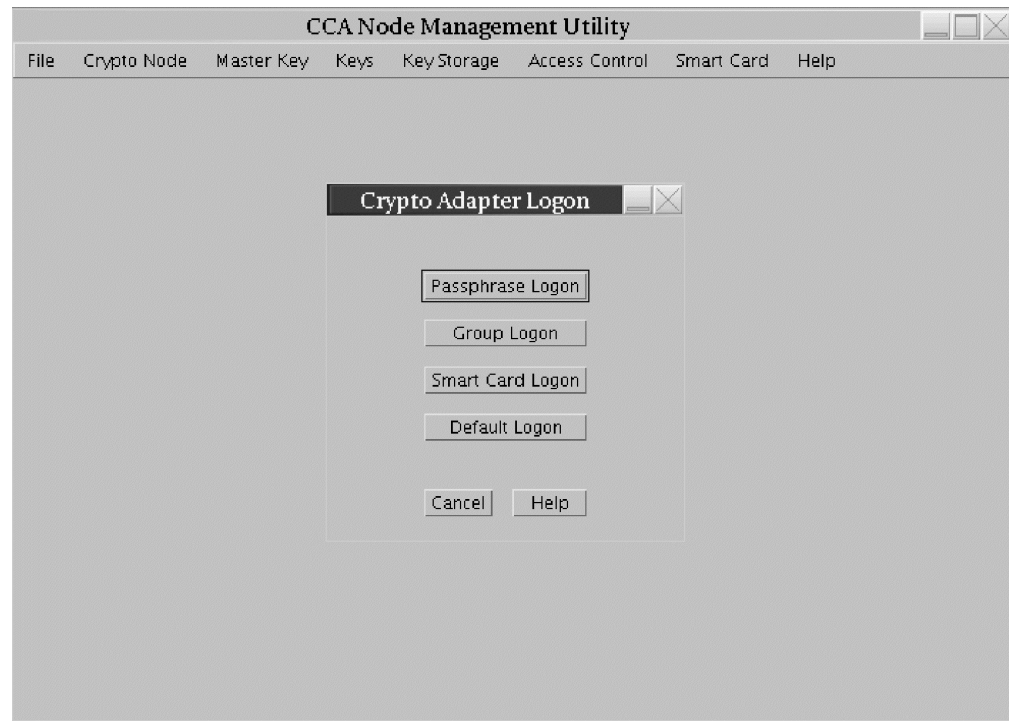 CCA Node Management Utility
File Crypto Node Master Key Keys Key Storage Access Control Smart Card Help
Crypto Adapter Logon
Passphrase Logon
Group Logon
Smart Card Logon
Default Logon
Cancel Help